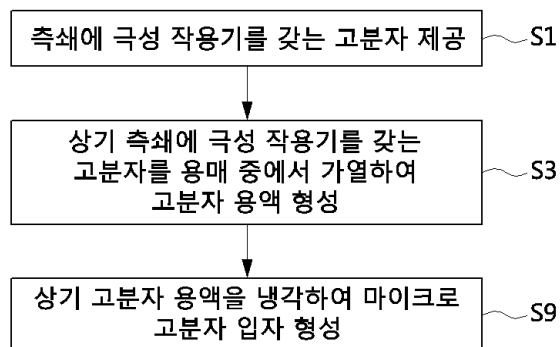 측쇄에 극성 작용기를 갖는 고분자 제공
S1
상기 측쇄에 극성 작용기를 갖는
고분자를 용매 중에서 가열하여
고분자 용액 형성
S3
상기 고분자 용액을 냉각하여 마이크로
고분자 입자 형성
S9